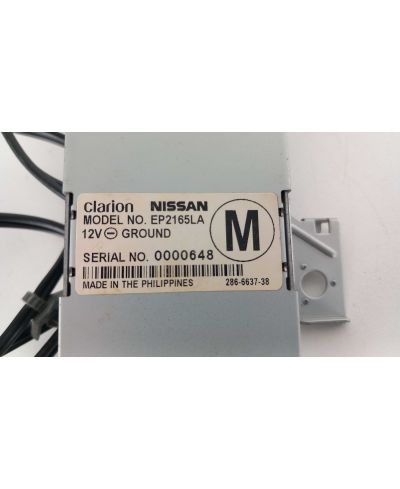 clarion NISSAN
MODEL NO. EP2165LA
12V ⊖ GROUND
M
SERIAL NO. 0000648
MADE IN THE PHILIPPINES 286-6637-38